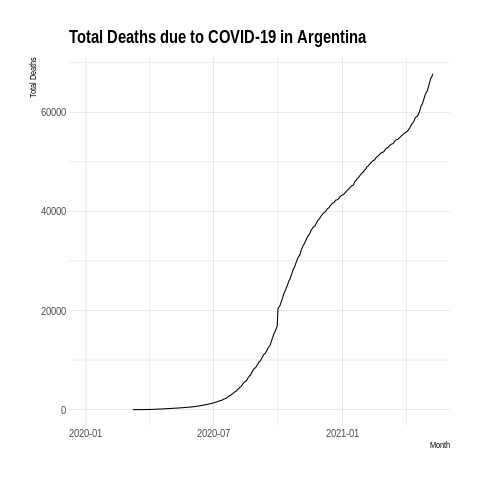 Total Deaths due to COVID-19 in Argentina
Total Deaths
60000
40000
20000
0
2020-01 2020-07 2021-01
Month